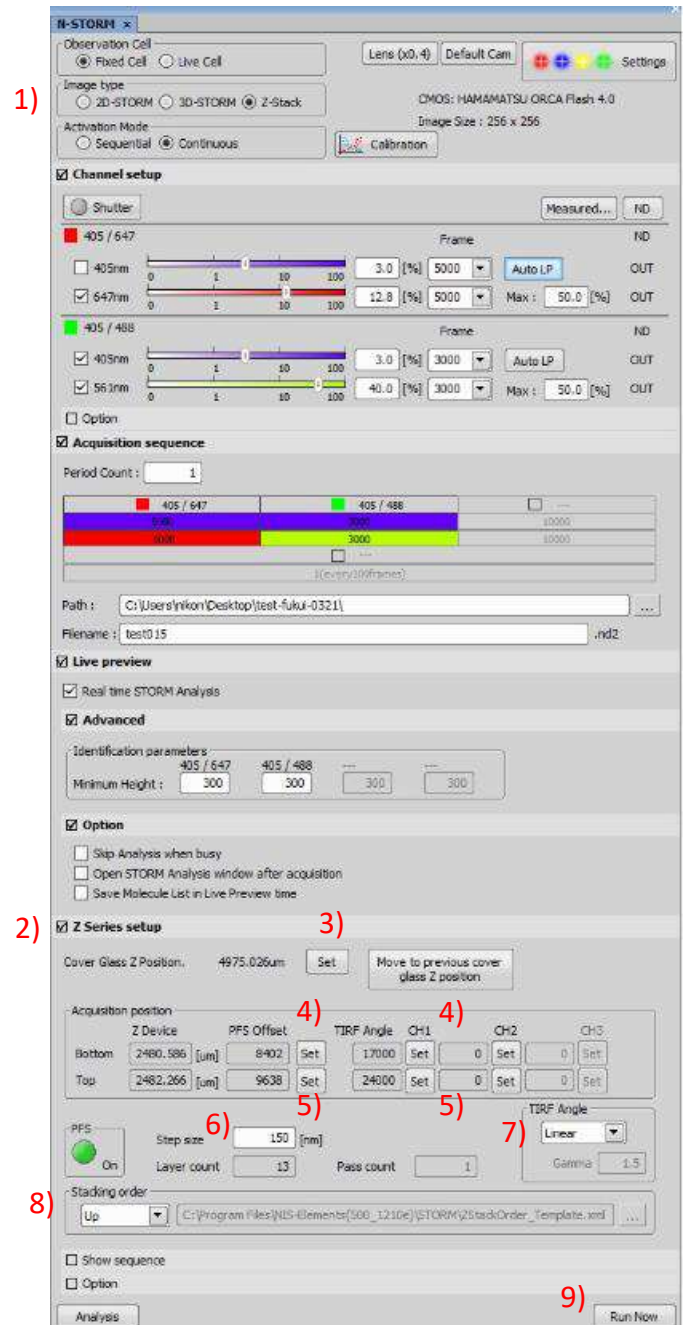 N-STORM ×
Observation Cell
Fixed Cell Live Cell Lens (x0.4) Default Cam Settings
Image type
1) 2D-STORM 3D-STORM Z-Stack CMOS: HAMAMATSU ORCA Flash 4.0
Image Size : 256 x 256
Activation Mode
Sequential Continuous Calibration
Channel setup
Shutter Measured... ND
405 / 647 Frame ND
405nm 0 1 10 100 3.0 [%] 5000 Auto LP OUT
647nm 0 1 10 100 12.8 [%] 5000 Max : 50.0 [%] OUT
405 / 488 Frame ND
405nm 0 1 10 100 3.0 [%] 3000 Auto LP OUT
561nm 0 1 10 100 40.0 [%] 3000 Max : 50.0 [%] OUT
Option
Acquisition sequence
Period Count : 1
405 / 647 405 / 488 ---
3000 10000
3000 10000
---
1(every100frames)
Path : C:\Users\nikon\Desktop\test-fukui-0321\ ...
Filename : test015 .nd2
Live preview
Real time STORM Analysis
Advanced
Identification parameters
405 / 647 405 / 488 --- ---
Minimum Height : 300 300 300 300
Option
Skip Analysis when busy
Open STORM Analysis window after acquisition
Save Molecule List in Live Preview time
2) Z Series setup
3)
Cover Glass Z Position. 4975.026um Set Move to previous cover
glass Z position
Acquisition position
4) 4)
Z Device PFS Offset TIRF Angle CH1 CH2 CH3
Bottom 2480.586 [um] 8402 Set 17000 Set 0 Set 0 Set
Top 2482.266 [um] 9638 Set 24000 Set 0 Set 0 Set
5) 5)
TIRF Angle
PFS 6) 7)
On Step size 150 [nm] Linear
Layer count 13 Pass count 1 Gamma 1.5
Stacking order
8) Up C:\Program Files\NIS-Elements(500_1210e)\STORM\ZStackOrder_Template.xml ...
Show sequence
Option
9)
Analysis Run Now